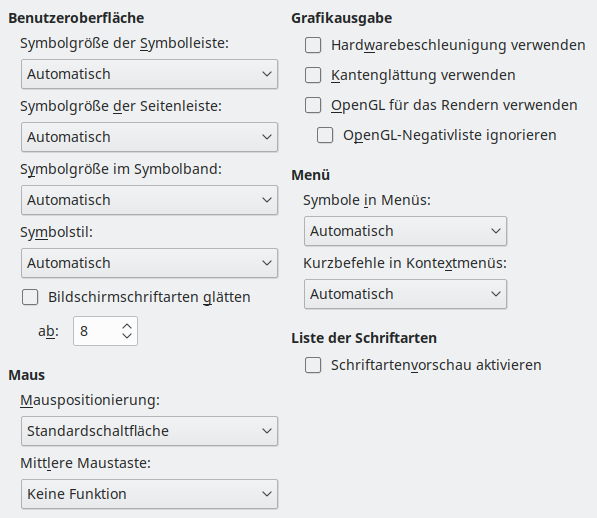 Benutzeroberfläche
Symbolgröße der Symbolleiste:
Automatisch
Symbolgröße der Seitenleiste:
Automatisch
Symbolgröße im Symbolband:
Automatisch
Symbolstil:
Automatisch
Bildschirmschriftarten glätten
ab: 8
Maus
Mauspositionierung:
Standardschaltfläche
Mittlere Maustaste:
Keine Funktion
Grafikausgabe
Hardwarebeschleunigung verwenden
Kantenglättung verwenden
OpenGL für das Rendern verwenden
OpenGL-Negativliste ignorieren
Menü
Symbole in Menüs:
Automatisch
Kurzbefehle in Kontextmenüs:
Automatisch
Liste der Schriftarten
Schriftartenvorschau aktivieren